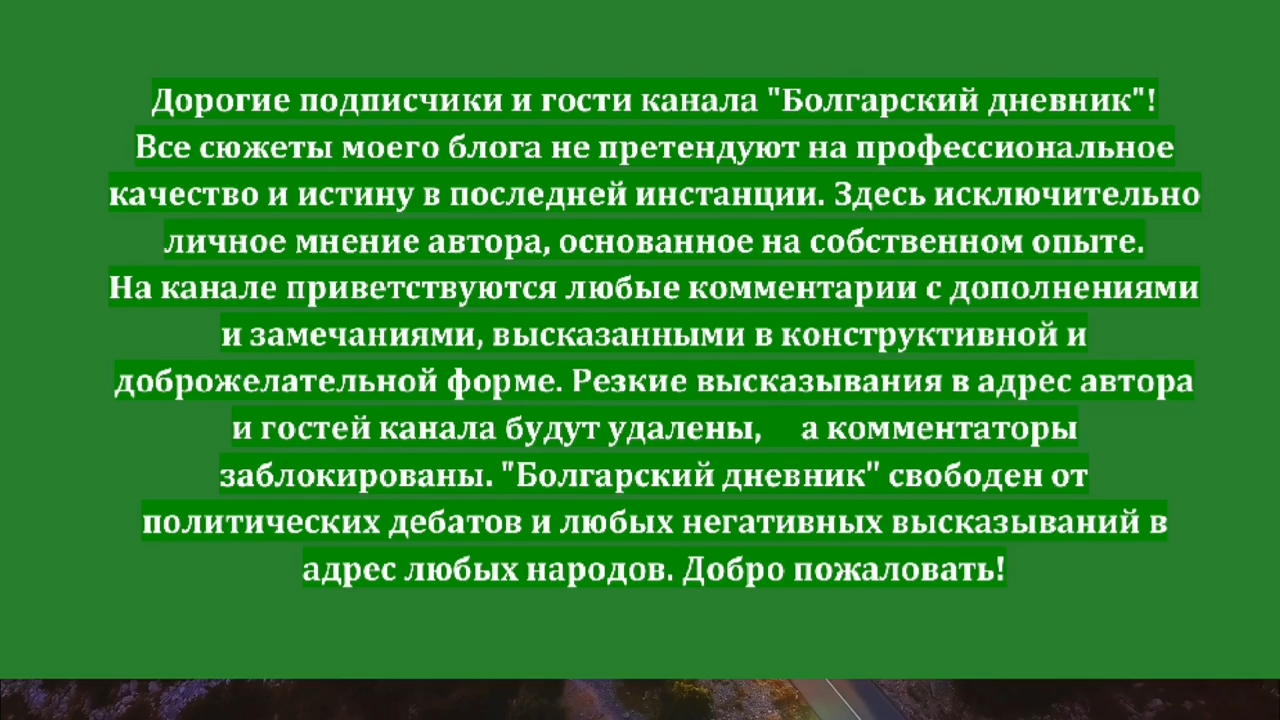 Дорогие подписчики и гости канала "Болгарский дневник"!
Все сюжеты моего блога не претендуют на профессиональное
качество и истину в последней инстанции. Здесь исключительно
личное мнение автора, основанное на собственном опыте.
На канале приветствуются любые комментарии с дополнениями
и замечаниями, высказанными в конструктивной и
доброжелательной форме. Резкие высказывания в адрес автора
и гостей канала будут удалены, а комментаторы
заблокированы. "Болгарский дневник" свободен от
политических дебатов и любых негативных высказываний в
адрес любых народов. Добро пожаловать!